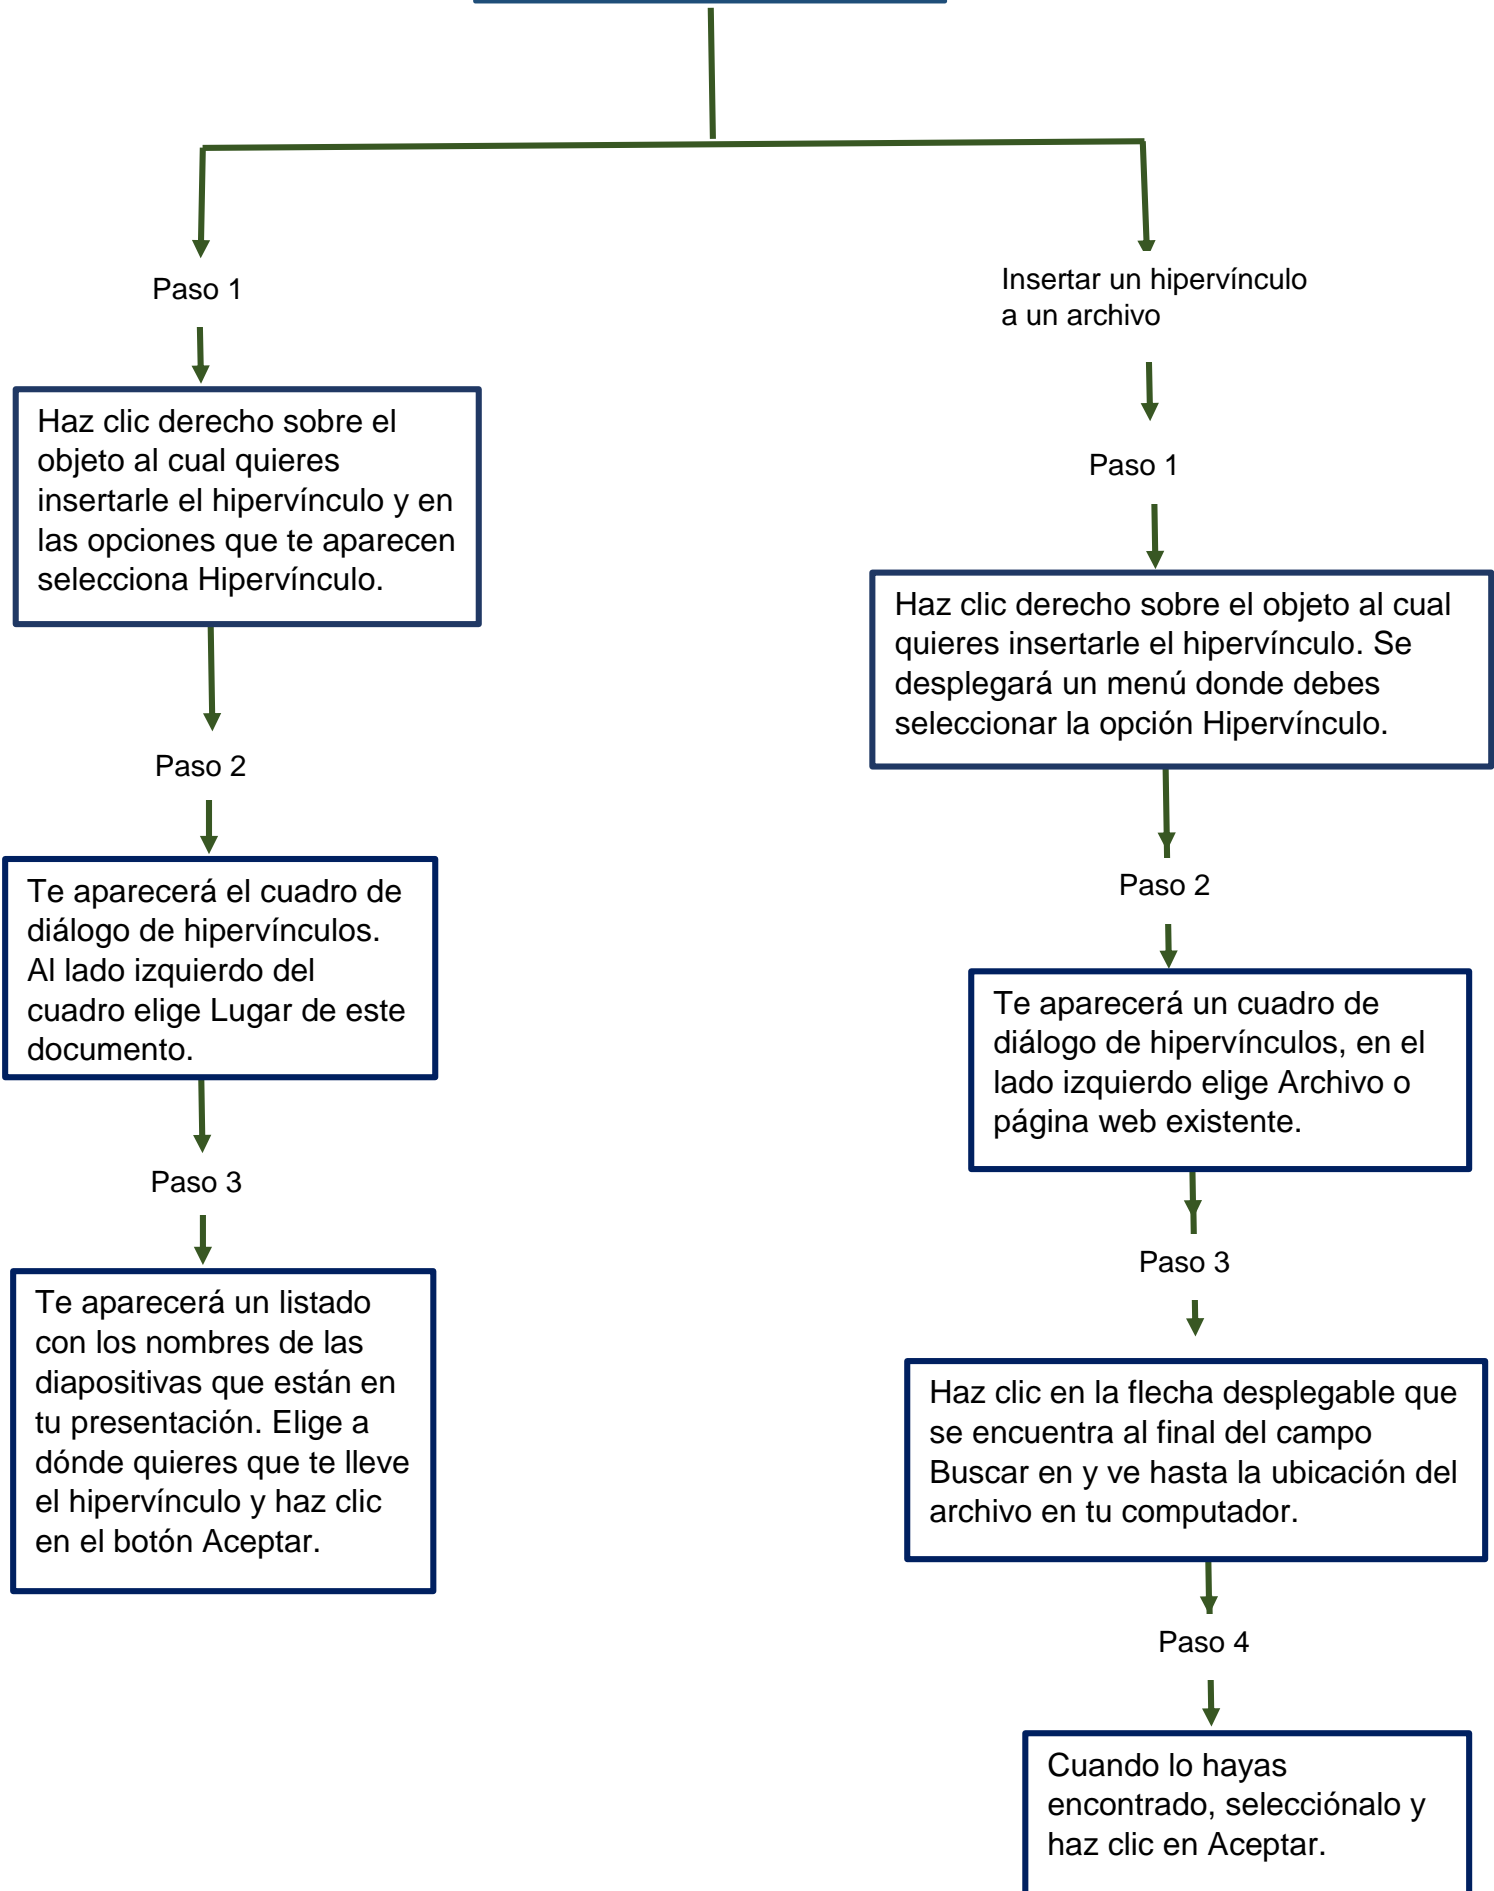 Paso 1
Haz clic derecho sobre el
objeto al cual quieres
insertarle el hipervínculo y en
las opciones que te aparecen
selecciona Hipervínculo.
Paso 2
Te aparecerá el cuadro de
diálogo de hipervínculos.
Al lado izquierdo del
cuadro elige Lugar de este
documento.
Paso 3
Te aparecerá un listado
con los nombres de las
diapositivas que están en
tu presentación. Elige a
dónde quieres que te lleve
el hipervínculo y haz clic
en el botón Aceptar.
Insertar un hipervínculo
a un archivo
Paso 1
Haz clic derecho sobre el objeto al cual
quieres insertarle el hipervínculo. Se
desplegará un menú donde debes
seleccionar la opción Hipervínculo.
Paso 2
Te aparecerá un cuadro de
diálogo de hipervínculos, en el
lado izquierdo elige Archivo o
página web existente.
Paso 3
Haz clic en la flecha desplegable que
se encuentra al final del campo
Buscar en y ve hasta la ubicación del
archivo en tu computador.
Paso 4
Cuando lo hayas
encontrado, selecciónalo y
haz clic en Aceptar.